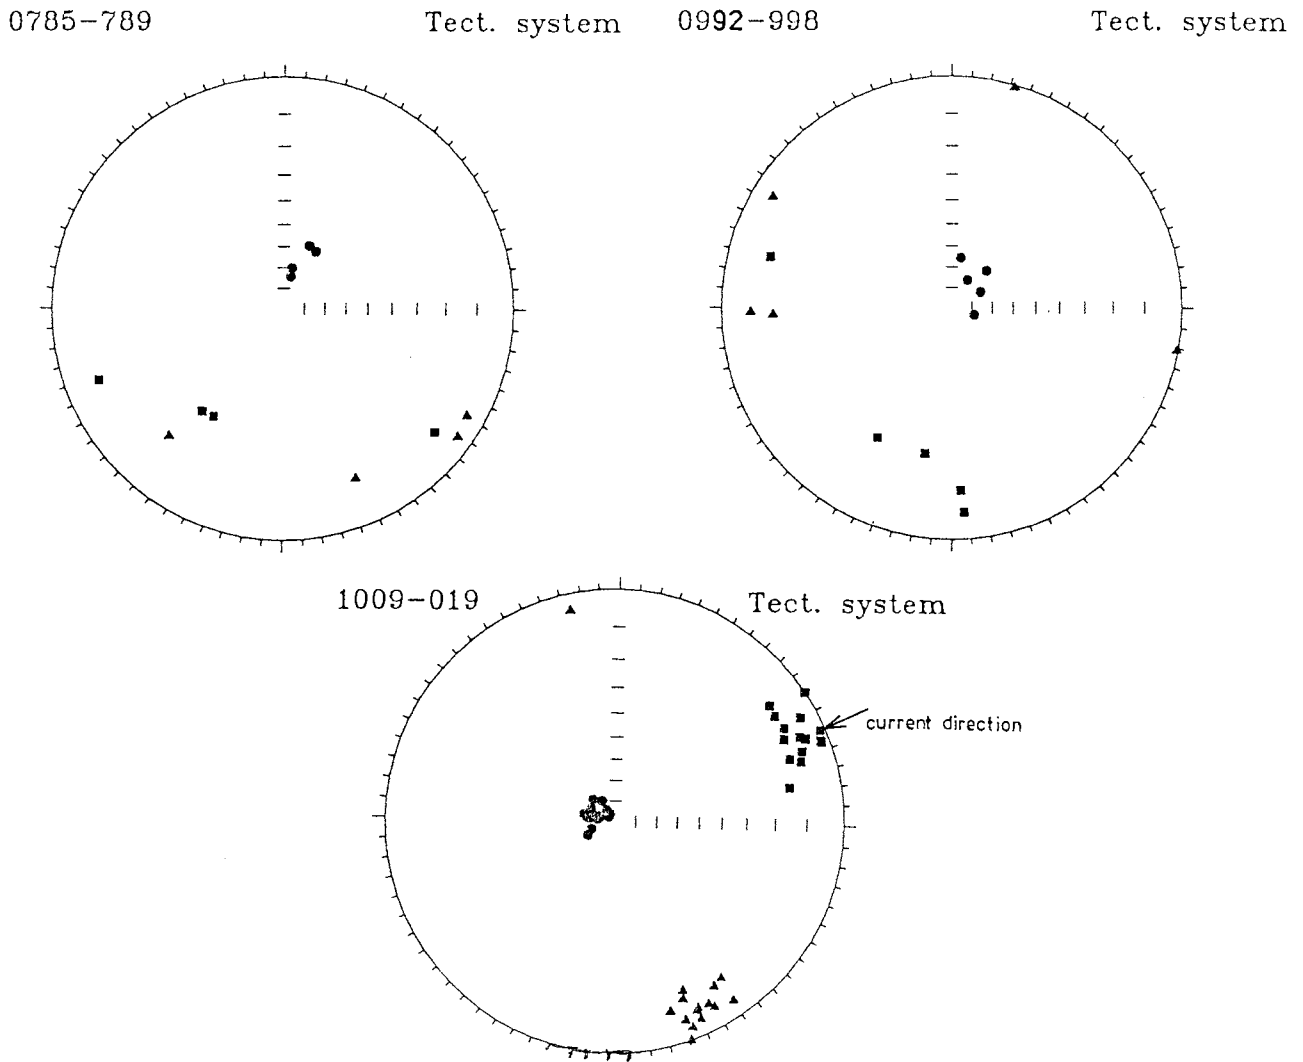 0785-789 Tect. system 0992-998 Tect. system
1009-019 Tect. system
current direction